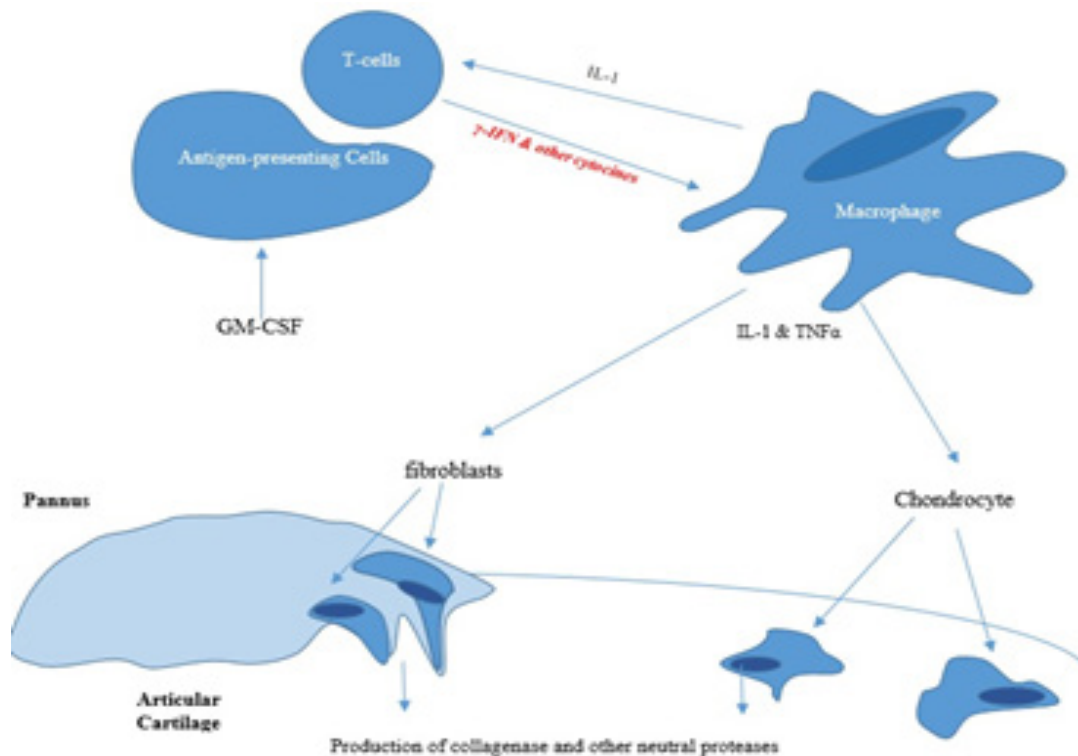 T-cells
IL-1
γ-IFN & other cytocines
Antigen-presenting Cells
Macrophage
GM-CSF
IL-1 & TNFα
fibroblasts
Pannus
Chondrocyte
Articular
Cartilage
Production of collagenase and other neutral proteases